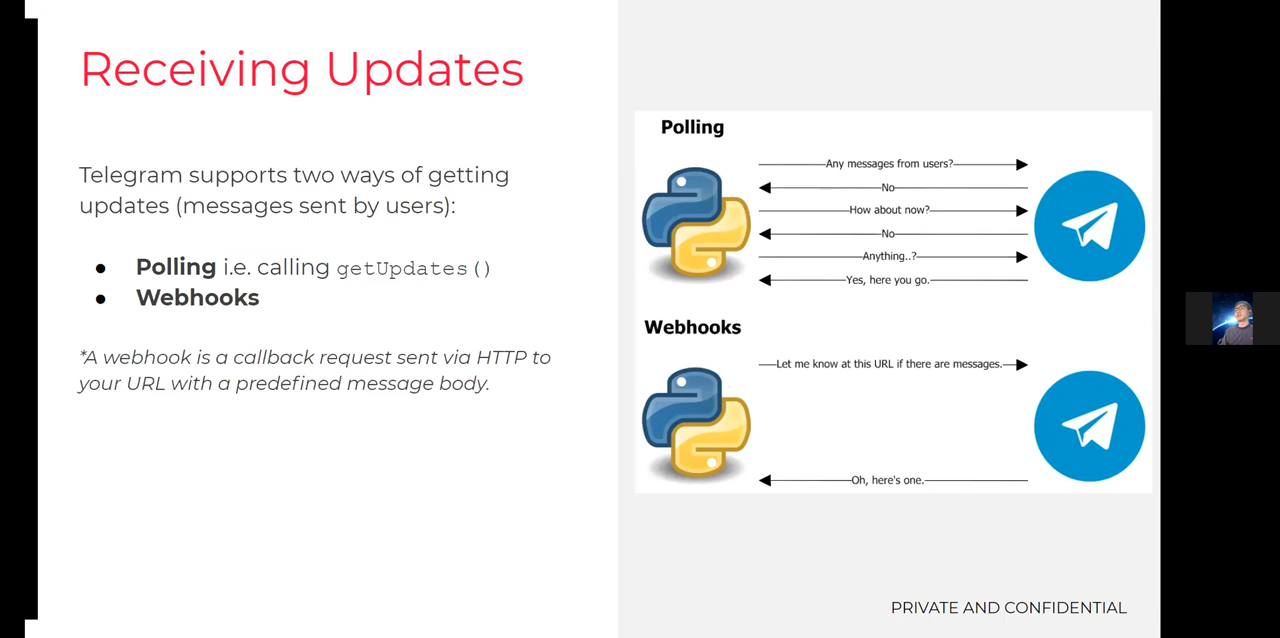 Receiving Updates
Telegram supports two ways of getting
updates (messages sent by users):
● Polling i.e. calling getUpdates()
● Webhooks
*A webhook is a callback request sent via HTTP to
your URL with a predefined message body.
Polling
Any messages from users?
No
How about now?
No
Anything..?
Yes, here you go.
Webhooks
Let me know at this URL if there are messages.
Oh, here's one.
PRIVATE AND CONFIDENTIAL